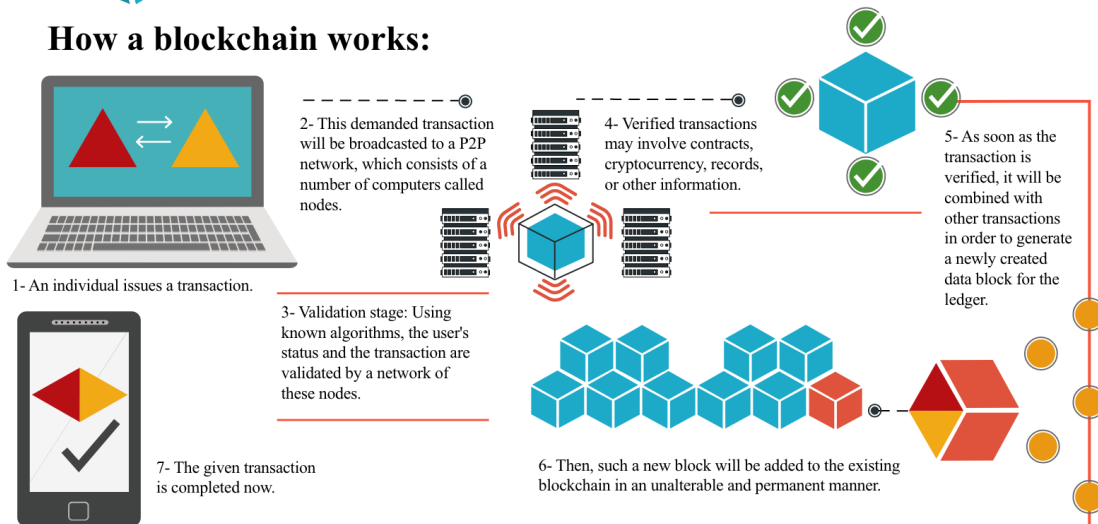 How a blockchain works:
1- An individual issues a transaction.
2- This demanded transaction
will be broadcasted to a P2P
network, which consists of a
number of computers called
nodes.
3- Validation stage: Using
known algorithms, the user's
status and the transaction are
validated by a network of
these nodes.
4- Verified transactions
may involve contracts,
cryptocurrency, records,
or other information.
5- As soon as the
transaction is
verified, it will be
combined with
other transactions
in order to generate
a newly created
data block for the
ledger.
6- Then, such a new block will be added to the existing
blockchain in an unalterable and permanent manner.
7- The given transaction
is completed now.